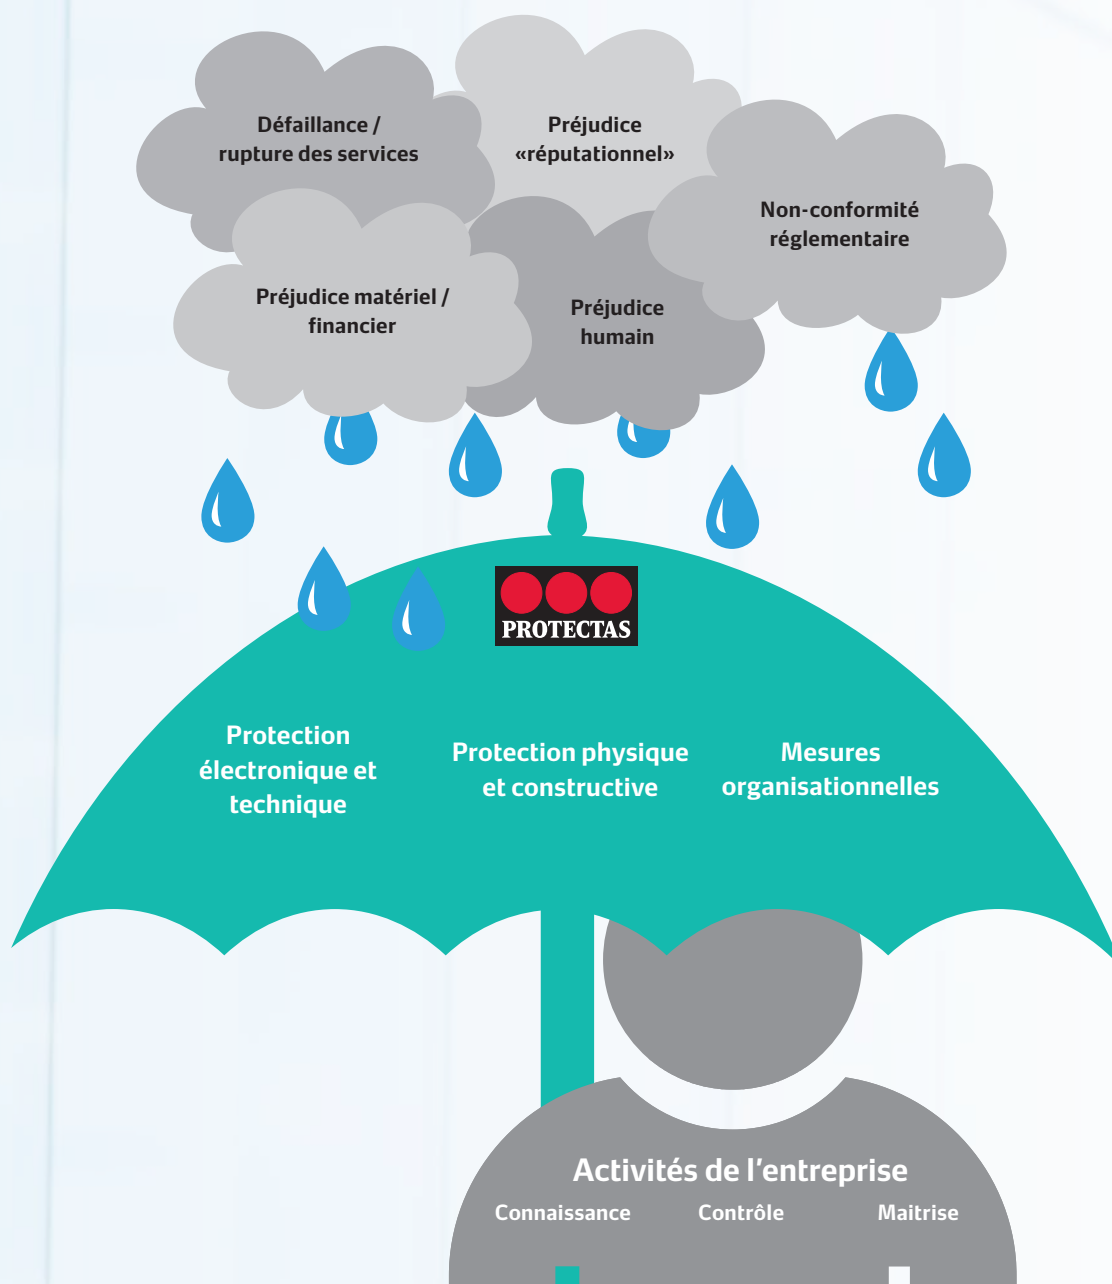 Défaillance /
rupture des services
Préjudice
«réputationnel»
Non-conformité
réglementaire
Préjudice matériel /
financier
Préjudice
humain
PROTECTAS
Protection
électronique et
technique
Protection physique
et constructive
Mesures
organisationnelles
Activités de l'entreprise
Connaissance
Contrôle
Maitrise